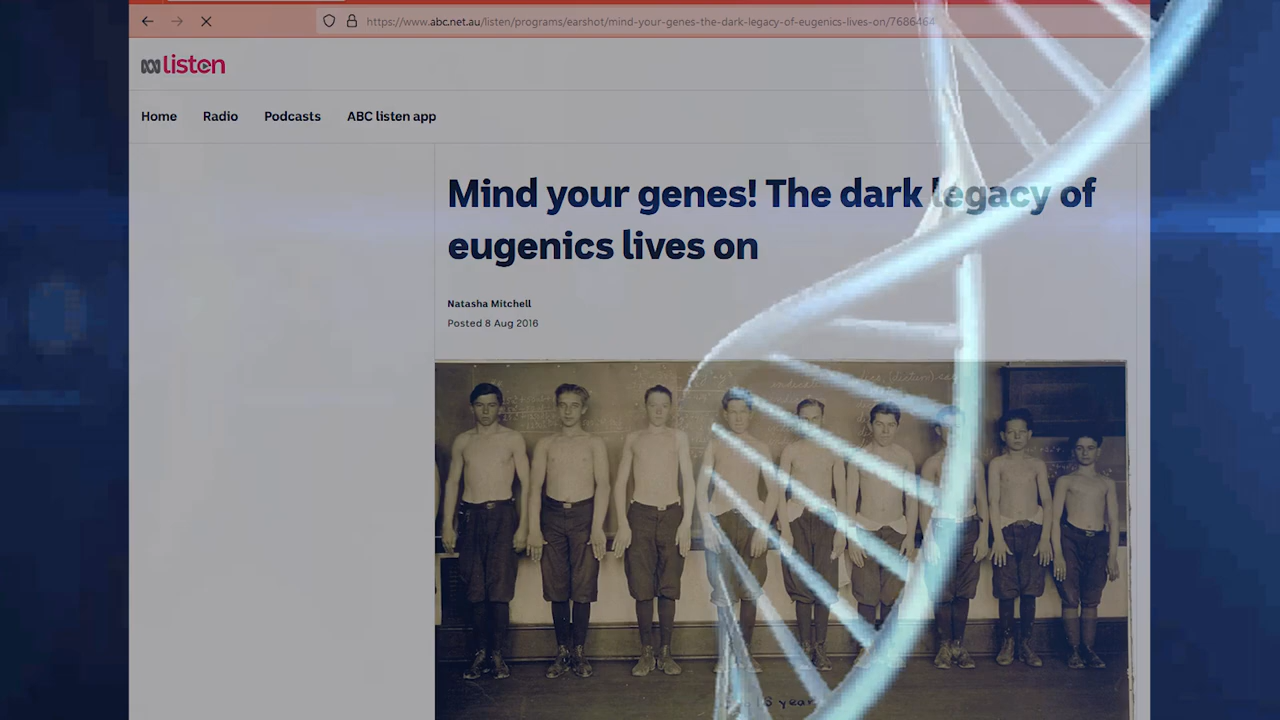 https://www.abc.net.au/listen/programs/earshot/mind-your-genes-the-dark-legacy-of-eugenics-lives-on/7686464
listen
Home Radio Podcasts ABC listen app
Mind your genes! The dark legacy of
eugenics lives on
Natasha Mitchell
Posted 8 Aug 2016